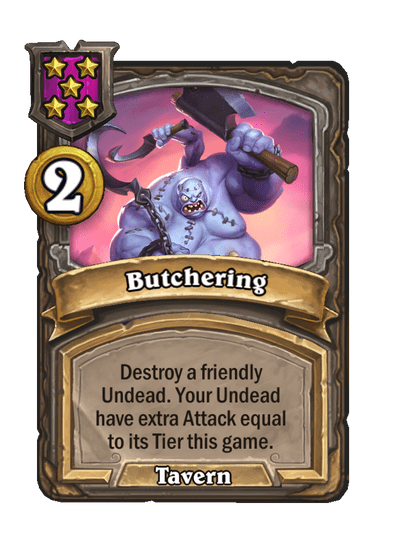 2
Butchering
Destroy a friendly
Undead. Your Undead
have extra Attack equal
to its Tier this game.
Tavern